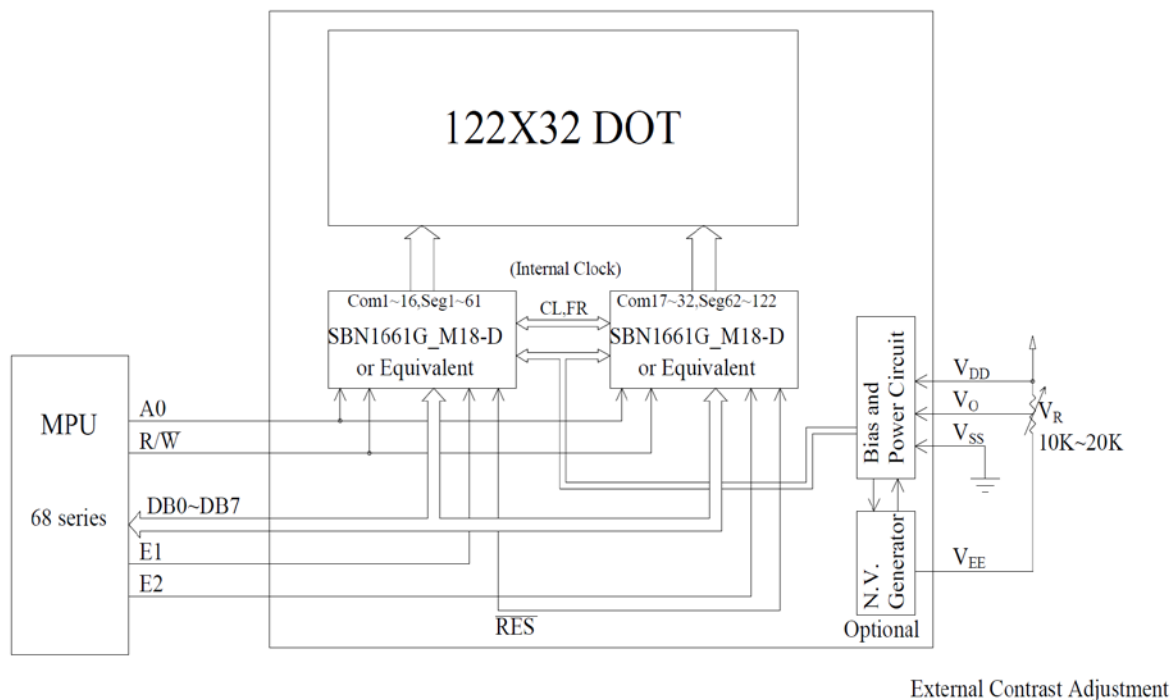 122X32 DOT
(Internal Clock)
Com1~16,Seg1~61
SBN1661G_M18-D
or Equivalent
CL,FR
Com17~32,Seg62~122
SBN1661G_M18-D
or Equivalent
MPU
68 series
A0
R/W̅
DB0~DB7
E1
E2
R̅E̅S̅
Bias and
Power Circuit
N.V.
Generator
Optional
VDD
VO
VSS
VEE
VR
10K~20K
External Contrast Adjustment